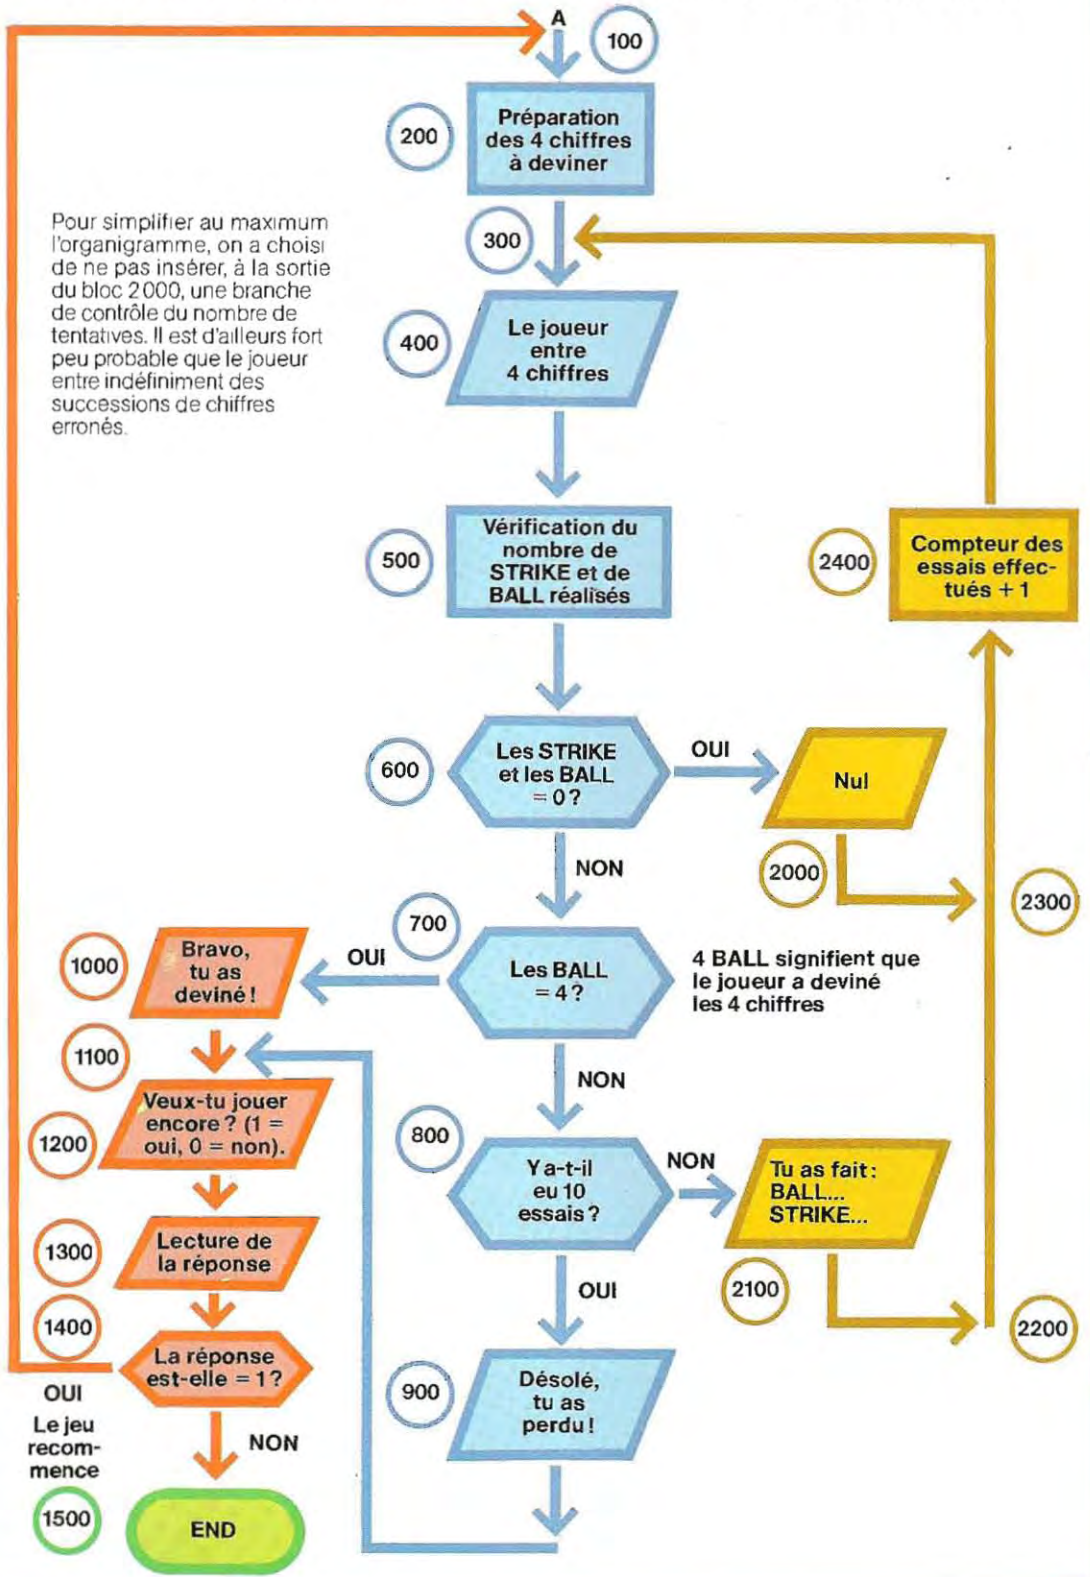 A
100
200
Préparation
des 4 chiffres
à deviner
Pour simplifier au maximum
l'organigramme, on a choisi
de ne pas insérer, à la sortie
du bloc 2000, une branche
de contrôle du nombre de
tentatives. Il est d'ailleurs fort
peu probable que le joueur
entre indéfiniment des
successions de chiffres
erronés.
300
400
Le joueur
entre
4 chiffres
500
Vérification du
nombre de
STRIKE et de
BALL réalisés
2400
Compteur des
essais effec-
tués + 1
600
Les STRIKE
et les BALL
= 0?
OUI
Nul
NON
2000
2300
700
Les BALL
= 4?
4 BALL signifient que
le joueur a deviné
les 4 chiffres
OUI
1000
Bravo,
tu as
deviné!
1100
NON
Veux-tu jouer
encore? (1 =
oui, 0 = non).
1200
800
Y a-t-il
eu 10
essais?
NON
Tu as fait:
BALL...
STRIKE...
2100
2200
OUI
1300
Lecture de
la réponse
1400
La réponse
est-elle = 1?
OUI
Le jeu
recom-
mence
NON
900
Désolé,
tu as
perdu!
1500
END